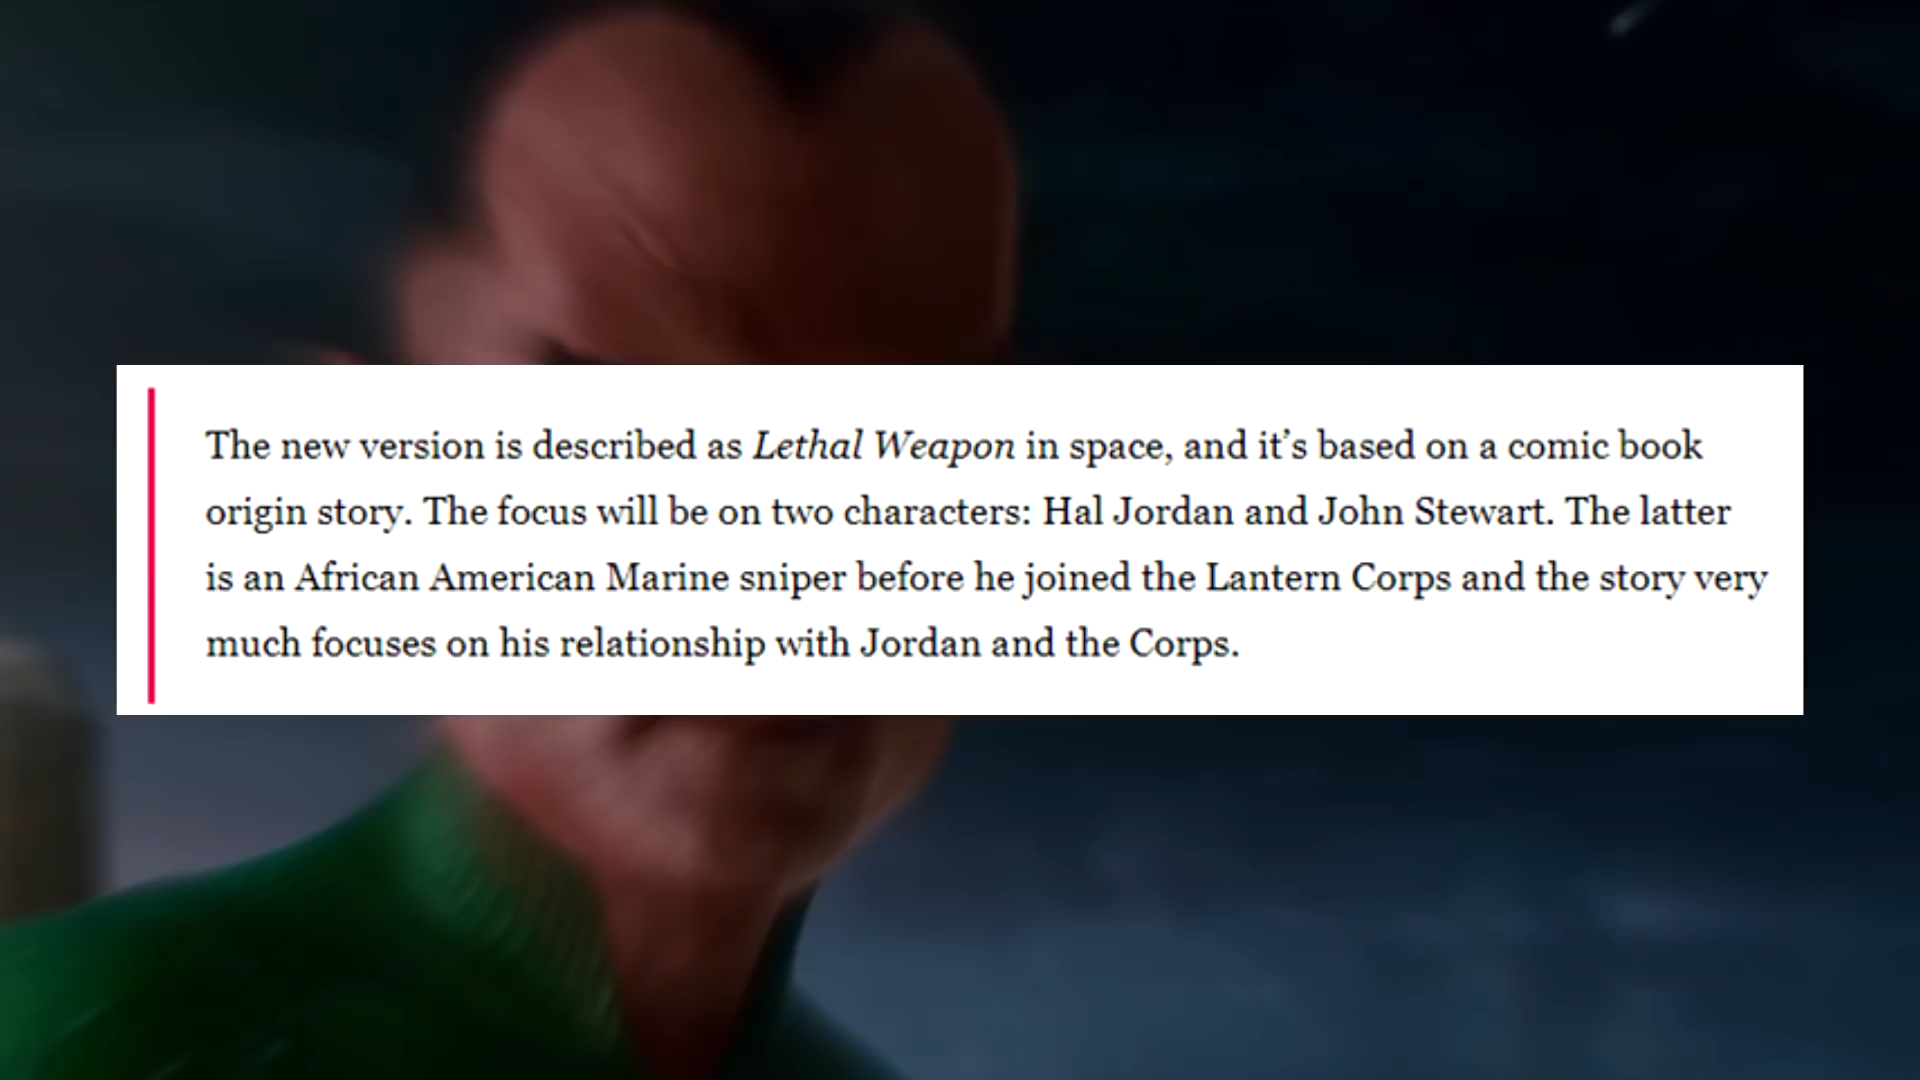 The new version is described as Lethal Weapon in space, and it’s based on a comic book
origin story. The focus will be on two characters: Hal Jordan and John Stewart. The latter
is an African American Marine sniper before he joined the Lantern Corps and the story very
much focuses on his relationship with Jordan and the Corps.